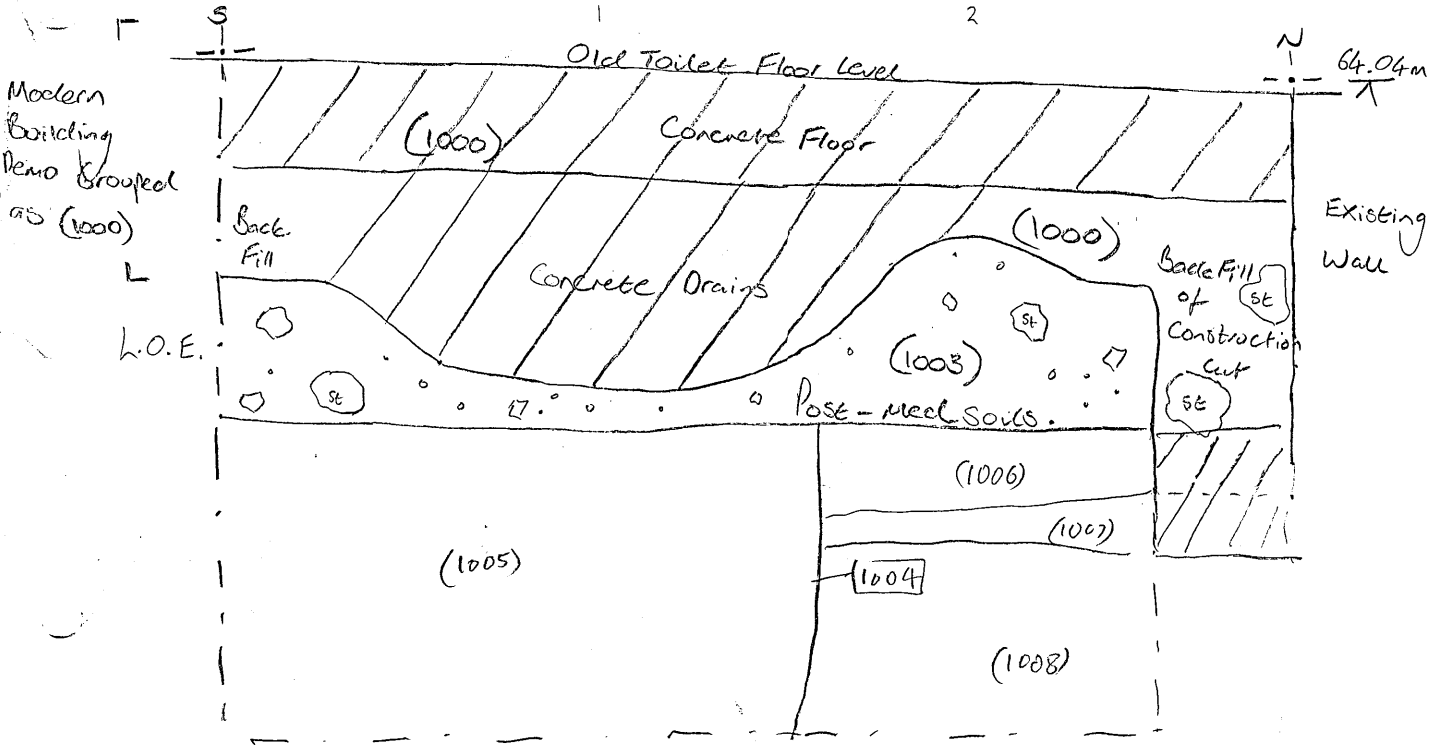 S
1
2
N
Old Toilet Floor Level
64.04m
Modern
Building
Demo Grouped
as (1000)
(1000)
Concrete Floor
Back
Fill
(1000)
Existing
Wall
Concrete Drains
Back Fill
of
Construction
Cut
St
L.O.E.
St
(1003)
St
St
Post-Med Soils.
(1006)
(1007)
(1005)
1004
(1008)